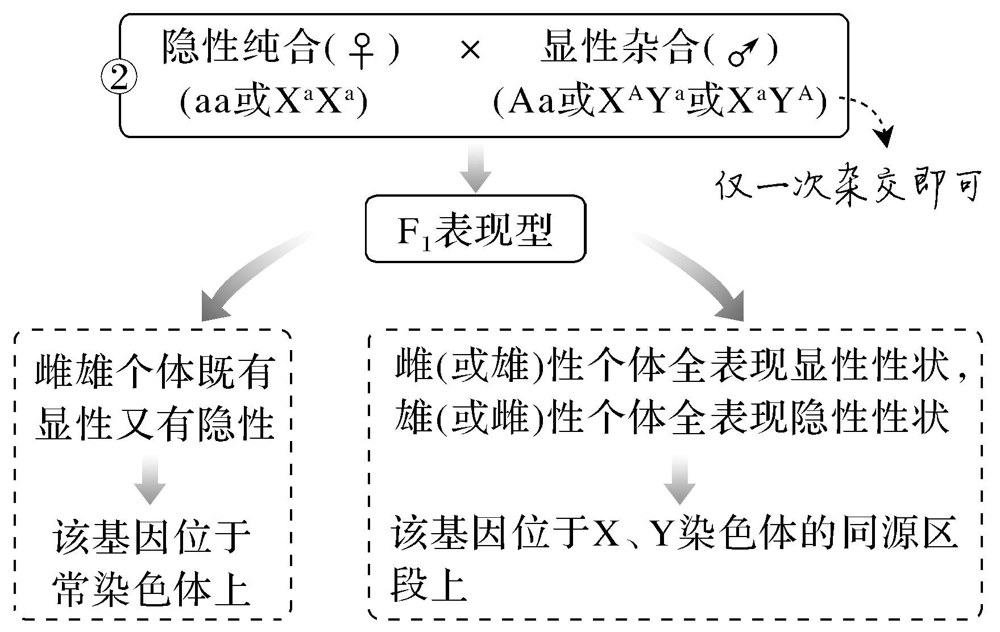 ②
隐性纯合(♀) × 显性杂合(♂)
(aa或XᵃXᵃ) (Aa或XᴬYᵃ或XᵃYᴬ)
仅一次杂交即可
F₁表现型
雌雄个体既有
显性又有隐性
该基因位于
常染色体上
雌(或雄)性个体全表现显性性状,
雄(或雌)性个体全表现隐性性状
该基因位于X、Y染色体的同源区
段上